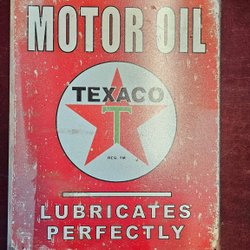 MOTOR OIL
TEXACO
T
REG. TM
LUBRICATES
PERFECTLY